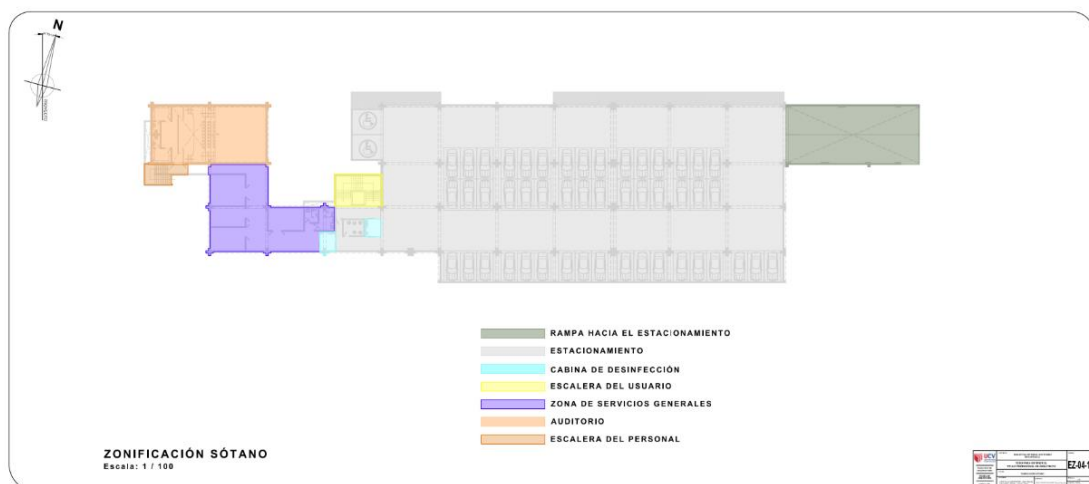 N
RAMPA HACIA EL ESTACIONAMIENTO
ESTACIONAMIENTO
CABINA DE DESINFECCIÓN
ESCALERA DEL USUARIO
ZONA DE SERVICIOS GENERALES
AUDITORIO
ESCALERA DEL PERSONAL
ZONIFICACIÓN SÓTANO
Escala: 1 / 100
UCV
EZ-04-1